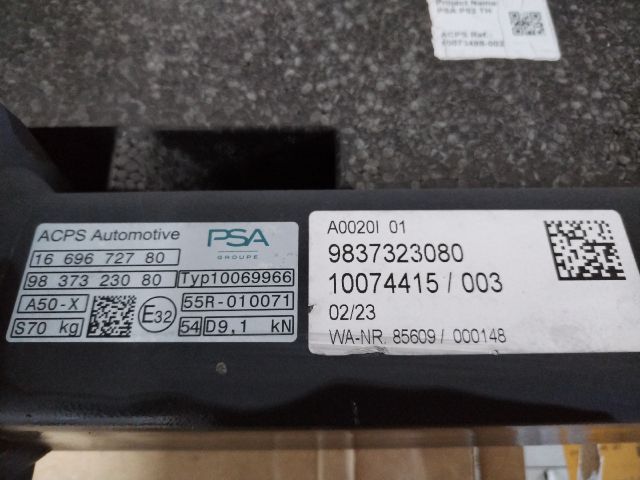 Project Name:
PSA P52 TH
ACPS Ref.:
ACPS Automotive
PSA
GROUPE
16 696 727 80
98 373 230 80 Typ10069966
A50-X E32 55R-010071
S70 kg 54 D9,1 kN
A0020I 01
9837323080
10074415 / 003
02/23
WA-NR. 85609 / 000148